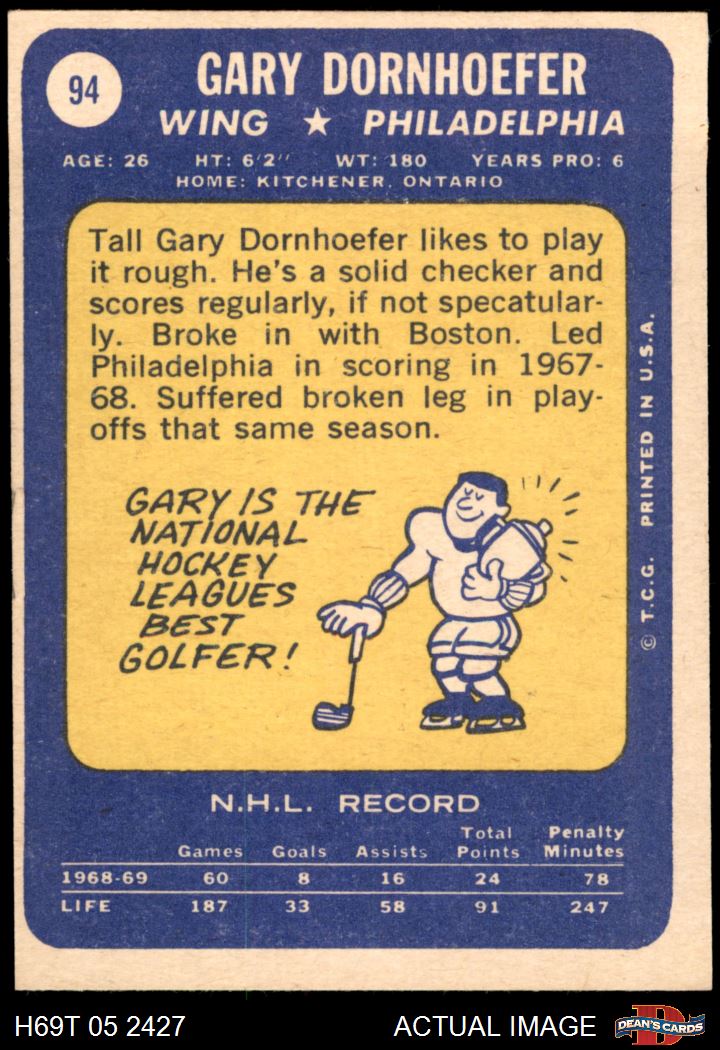 94
GARY DORNHOEFER
WING ★ PHILADELPHIA
AGE: 26 HT: 6'2'' WT: 180 YEARS PRO: 6
HOME: KITCHENER, ONTARIO
Tall Gary Dornhoefer likes to play
it rough. He's a solid checker and
scores regularly, if not specatular-
ly. Broke in with Boston. Led
Philadelphia in scoring in 1967-
68. Suffered broken leg in play-
offs that same season.
GARY IS THE
NATIONAL
HOCKEY
LEAGUES
BEST
GOLFER!
© T.C.G. PRINTED IN U.S.A.
N.H.L. RECORD
Games Goals Assists Total Points Penalty Minutes
1968-69 60 8 16 24 78
LIFE 187 33 58 91 247
H69T 05 2427 ACTUAL IMAGE
D
DEAN'S CARDS